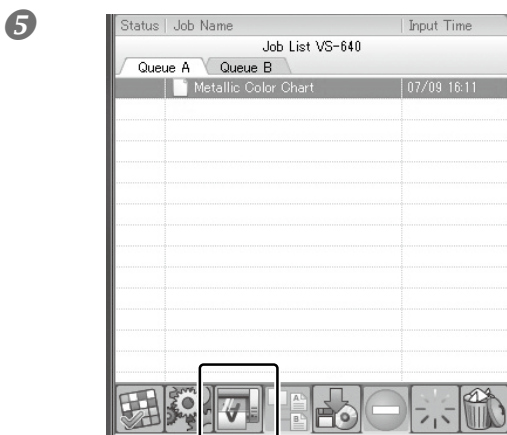 5
Status Job Name Input Time
Job List VS-640
Queue A Queue B
Metallic Color Chart 07/09 16:11
V
A
B